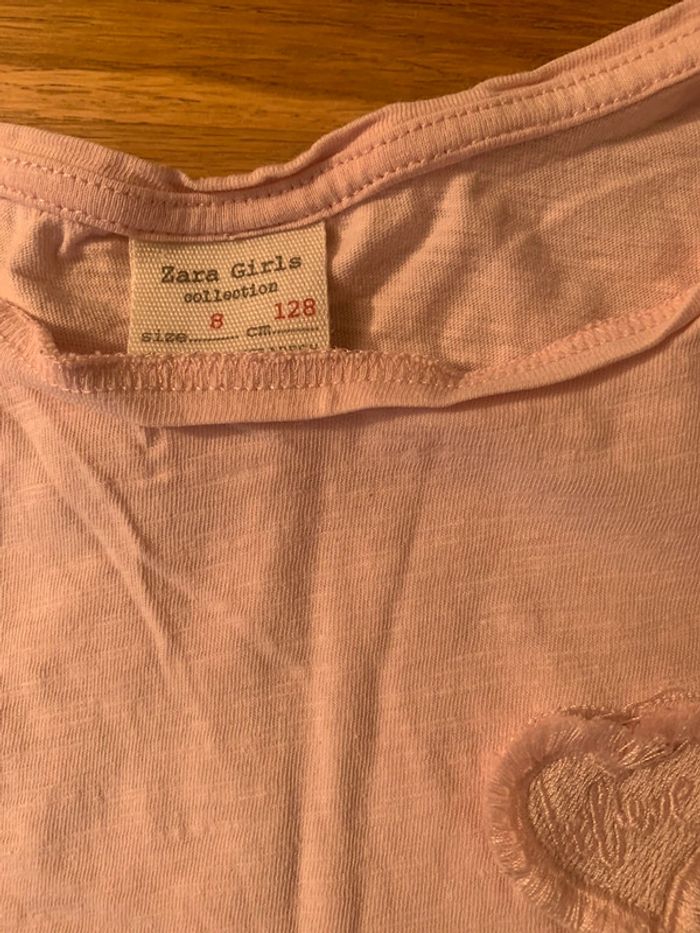 Zara Girls
collection
size 8 cm 128